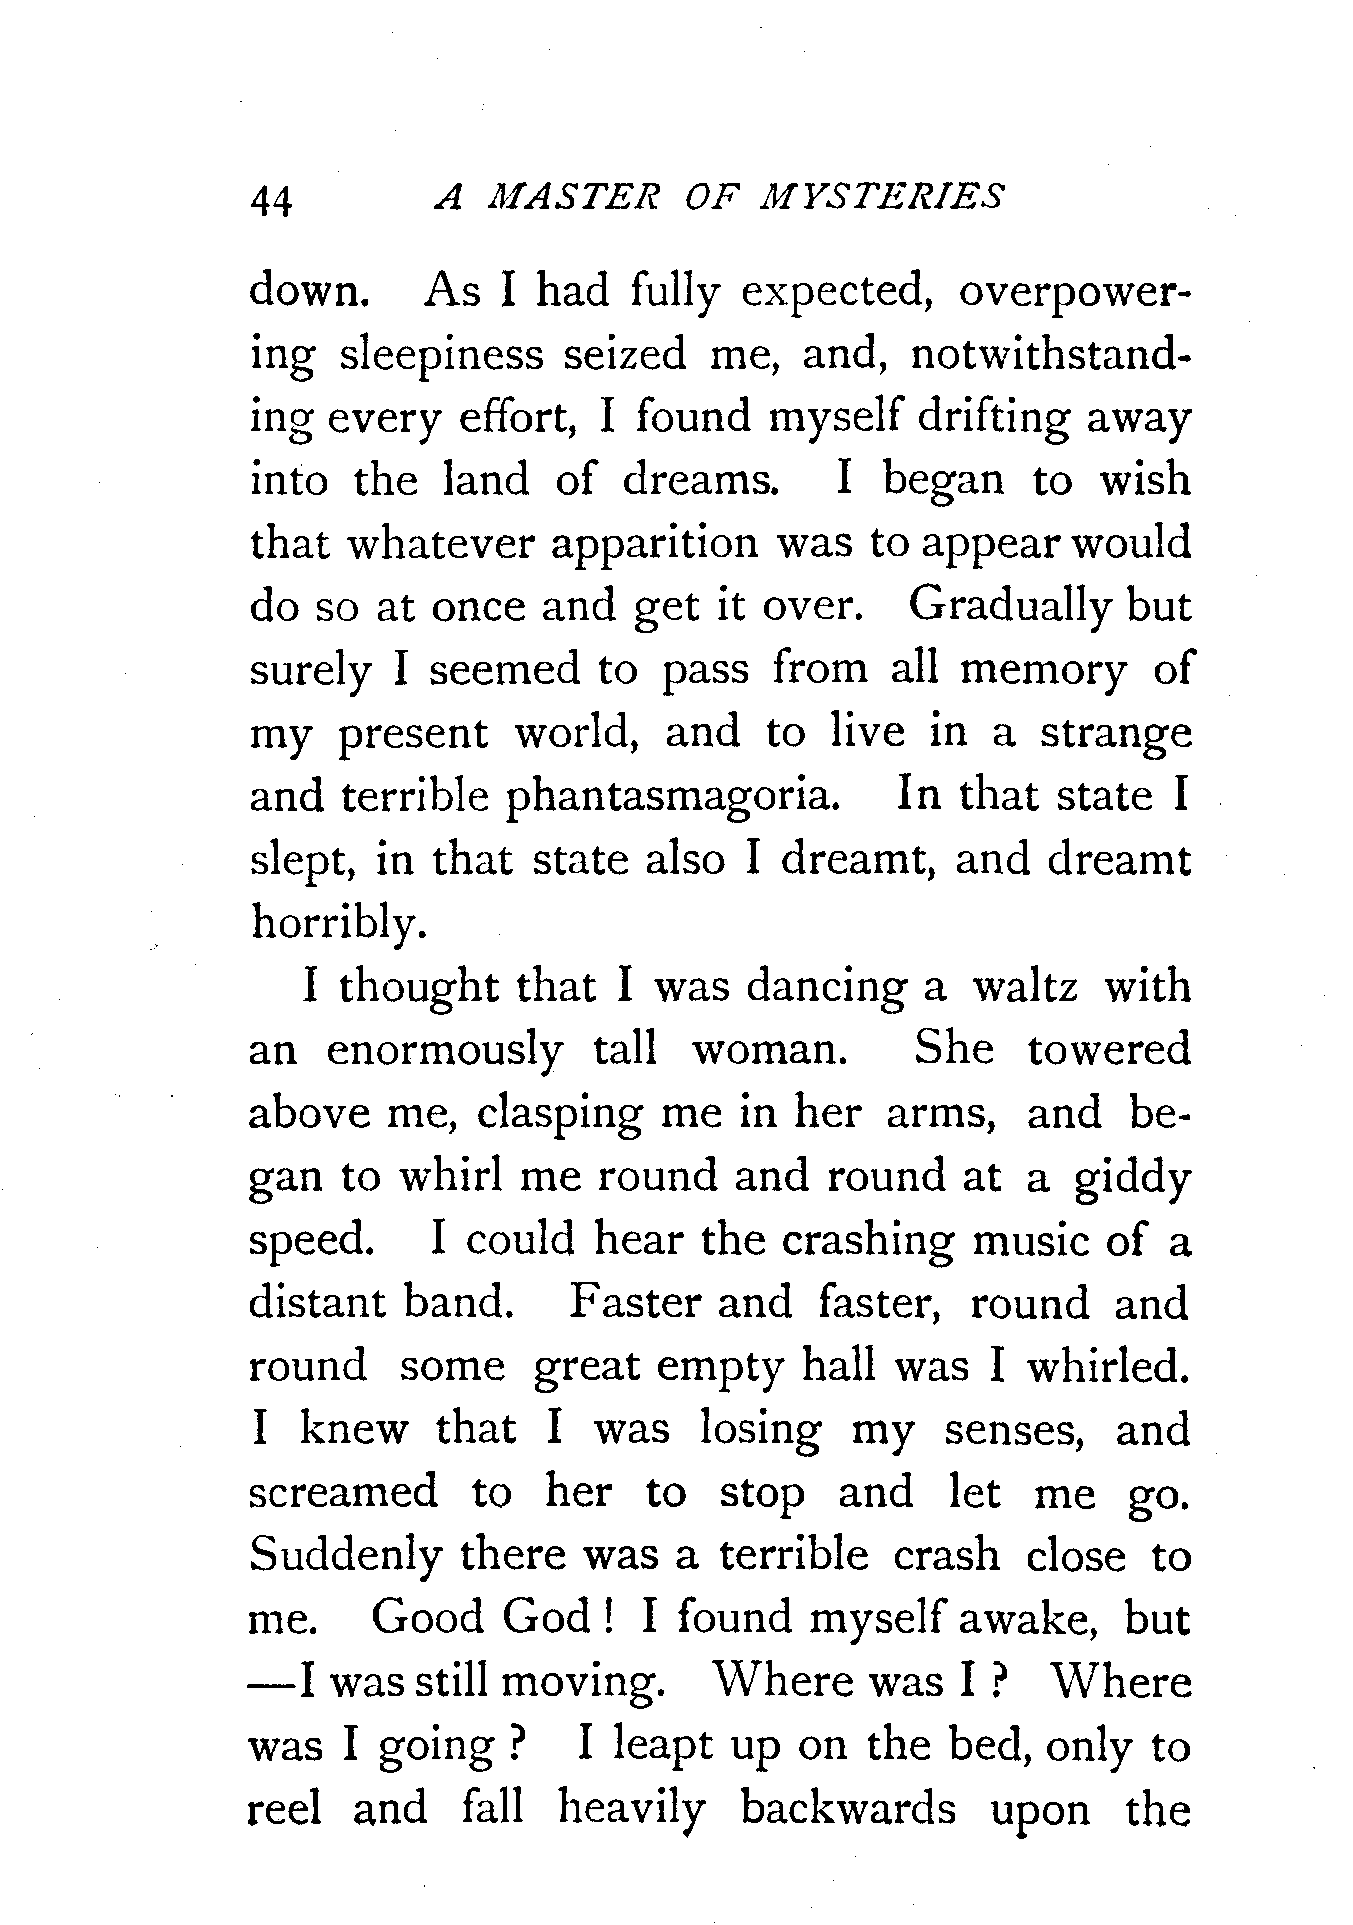 44 A MASTER OF MYSTERIES
down. As I had fully expected, overpower-
ing sleepiness seized me, and, notwithstand-
ing every effort, I found myself drifting away
into the land of dreams. I began to wish
that whatever apparition was to appear would
do so at once and get it over. Gradually but
surely I seemed to pass from all memory of
my present world, and to live in a strange
and terrible phantasmagoria. In that state I
slept, in that state also I dreamt, and dreamt
horribly.
I thought that I was dancing a waltz with
an enormously tall woman. She towered
above me, clasping me in her arms, and be-
gan to whirl me round and round at a giddy
speed. I could hear the crashing music of a
distant band. Faster and faster, round and
round some great empty hall was I whirled.
I knew that I was losing my senses, and
screamed to her to stop and let me go.
Suddenly there was a terrible crash close to
me. Good God ! I found myself awake, but
—I was still moving. Where was I ? Where
was I going ? I leapt up on the bed, only to
reel and fall heavily backwards upon the